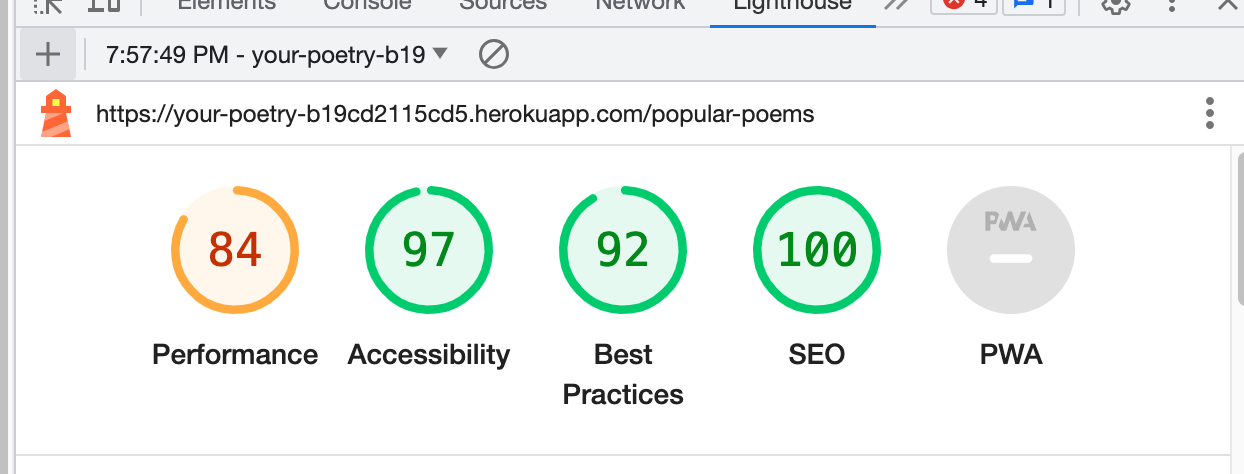 Elements Console Sources Network Lighthouse 4 1
7:57:49 PM - your-poetry-b19
https://your-poetry-b19cd2115cd5.herokuapp.com/popular-poems
84 97 92 100 PWA
Performance Accessibility Best Practices SEO PWA